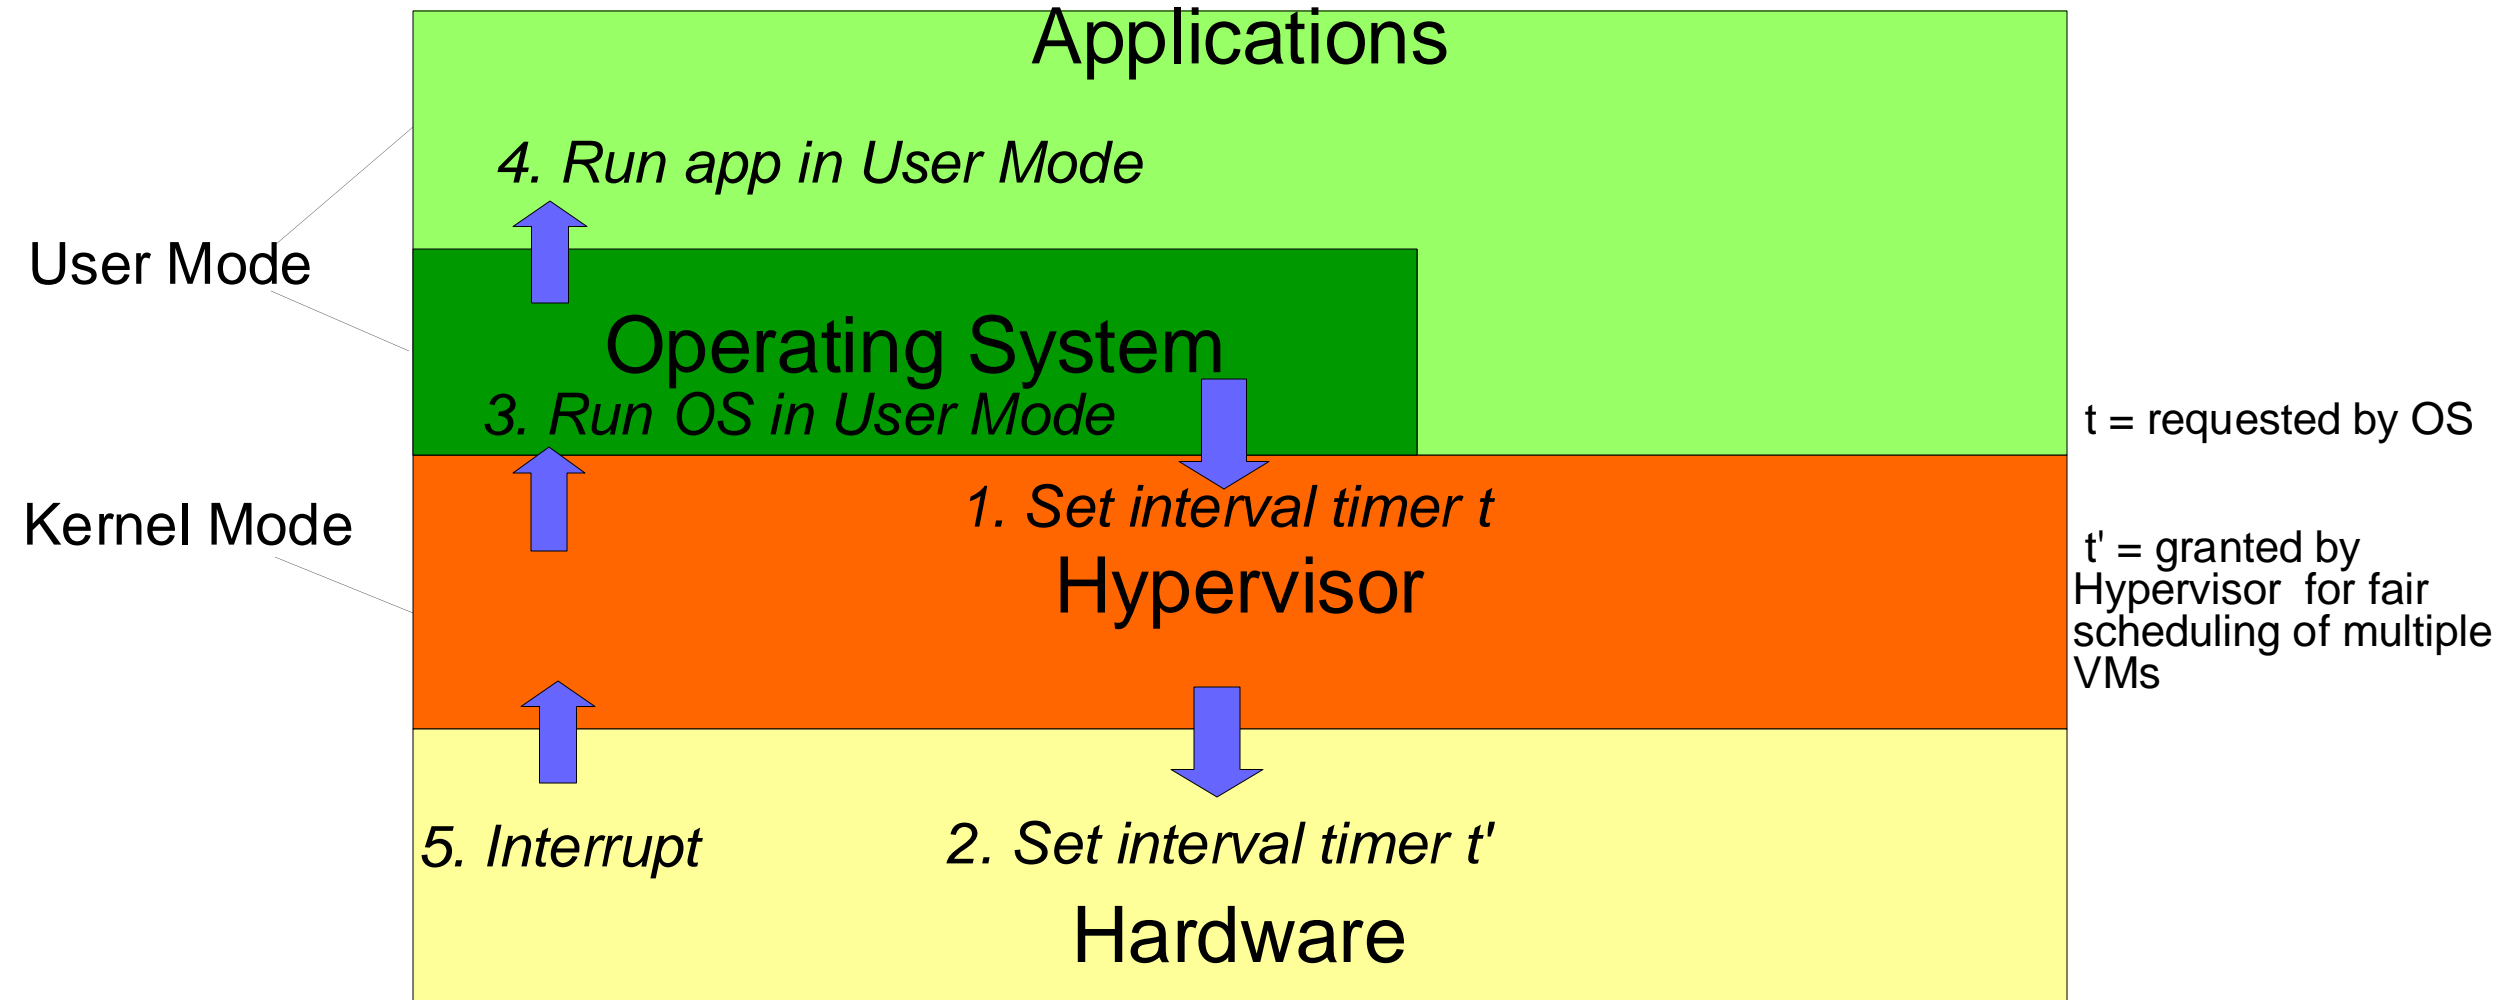 Applications
4. Run app in User Mode
User Mode
Operating System
3. Run OS in User Mode
t = requested by OS
Kernel Mode
1. Set interval timer t
Hypervisor
t' = granted by
Hypervisor for fair
scheduling of multiple
VMs
5. Interrupt
2. Set interval timer t'
Hardware